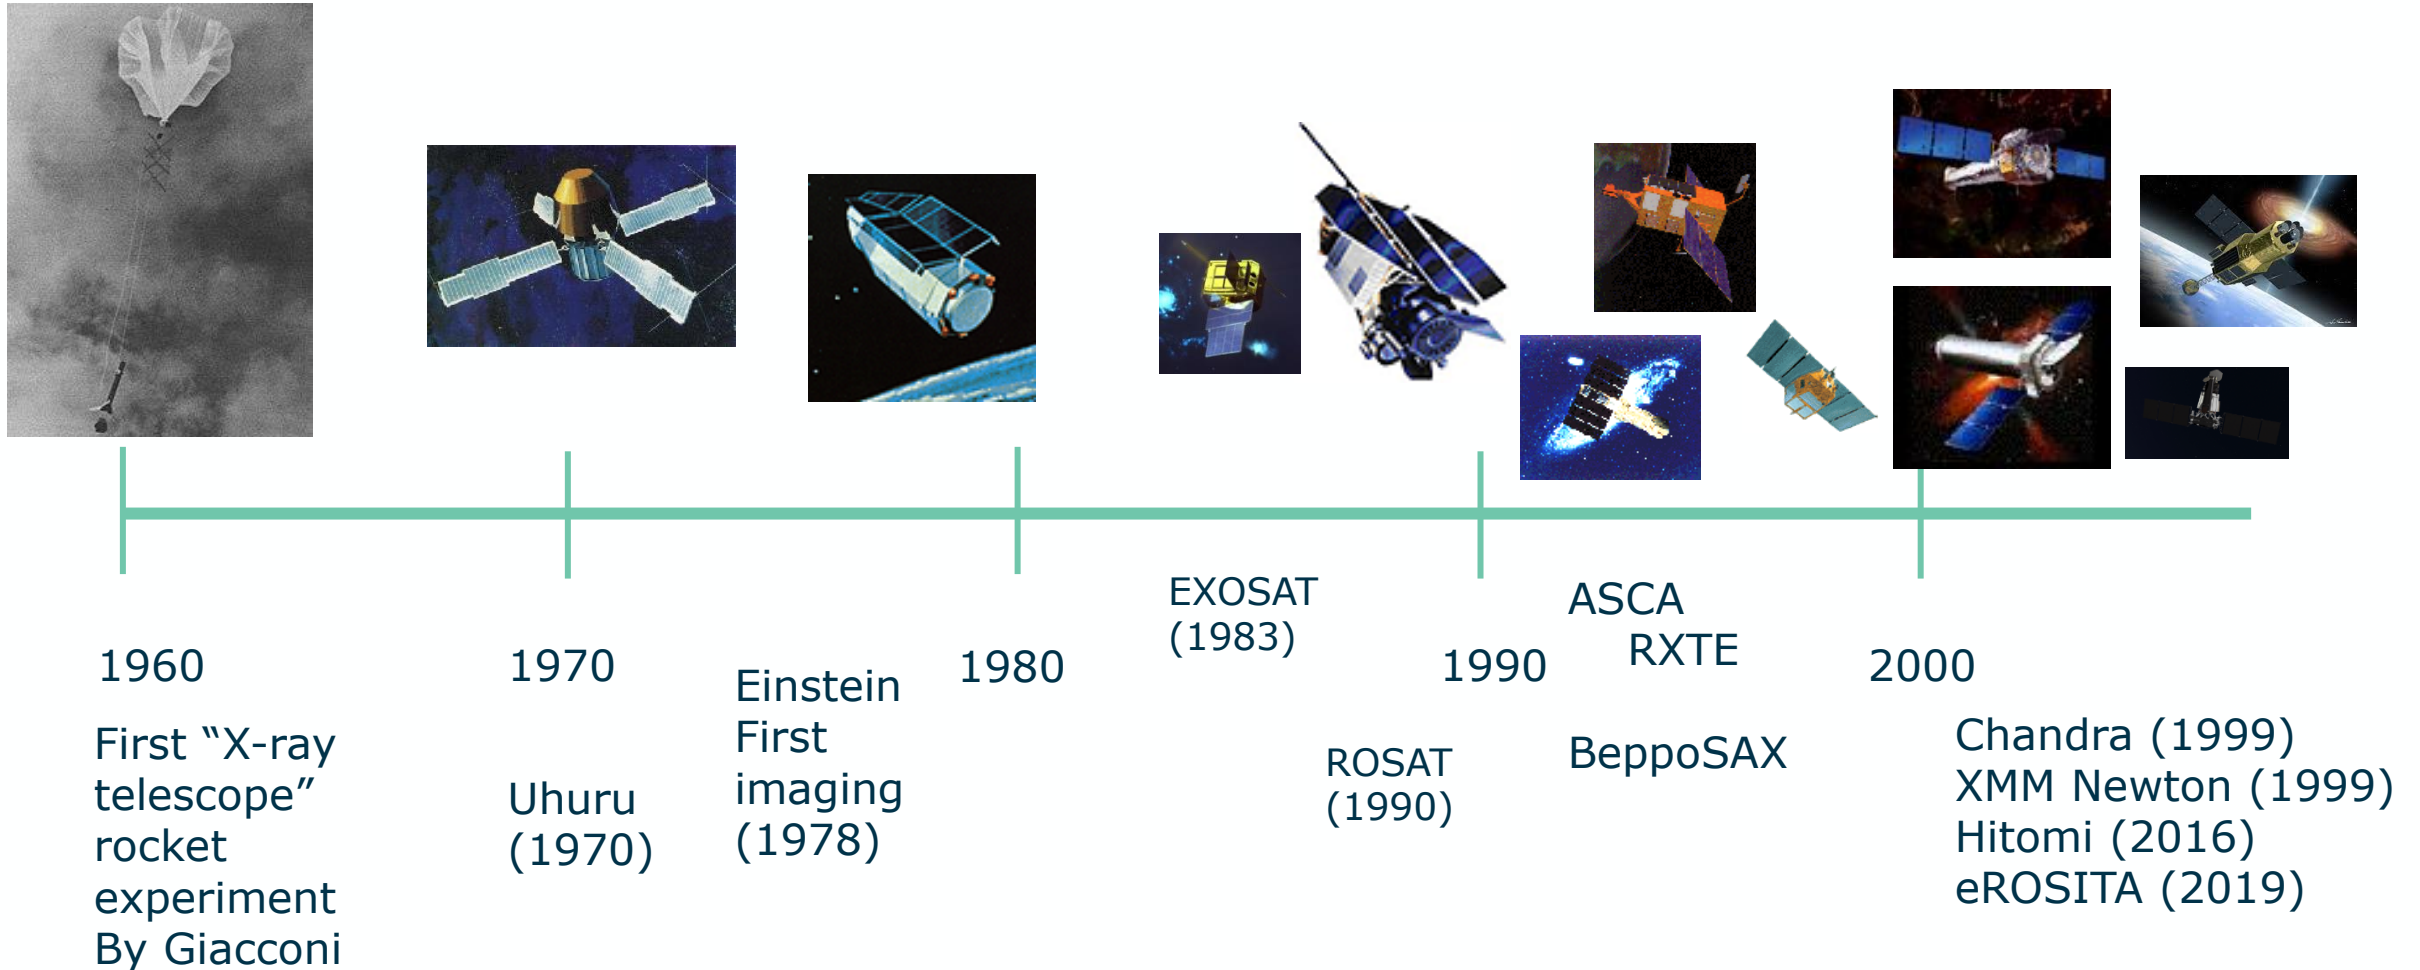 1960
First “X-ray
telescope”
rocket
experiment
By Giacconi
1970
Uhuru
(1970)
Einstein
First
imaging
(1978)
1980
EXOSAT
(1983)
ROSAT
(1990)
1990
ASCA
RXTE
BeppoSAX
2000
Chandra (1999)
XMM Newton (1999)
Hitomi (2016)
eROSITA (2019)